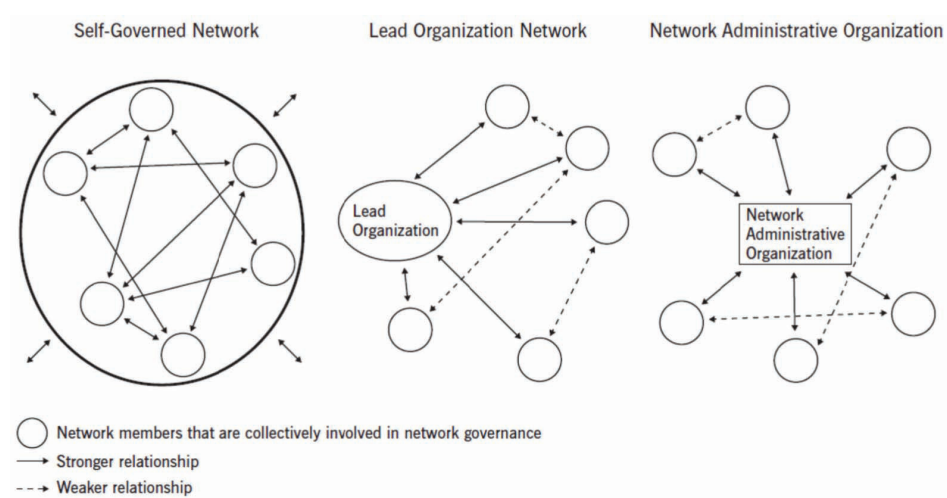 Self-Governed Network
Lead Organization Network
Network Administrative Organization
Lead
Organization
Network
Administrative
Organization
Network members that are collectively involved in network governance
Stronger relationship
Weaker relationship